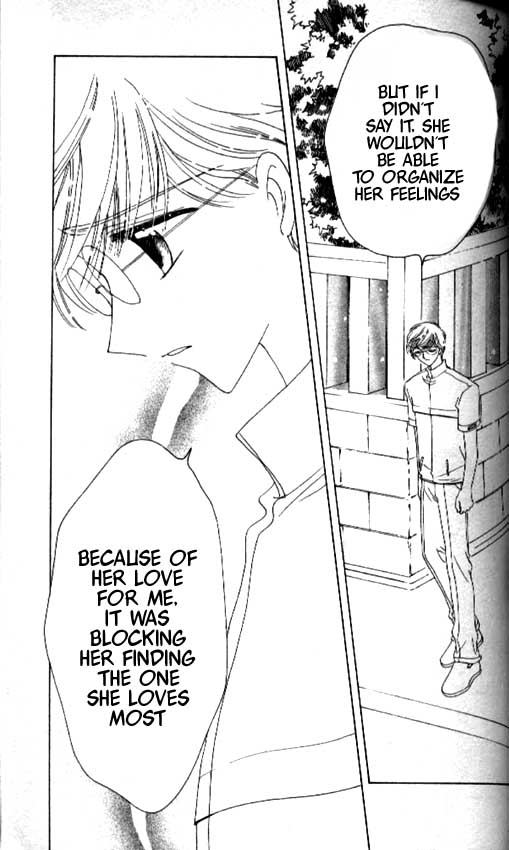 BUT IF I
DIDN'T
SAY IT. SHE
WOULDN'T
BE ABLE
TO ORGANIZE
HER FEELINGS
BECAUSE OF
HER LOVE
FOR ME,
IT WAS
BLOCKING
HER FINDING
THE ONE
SHE LOVES
MOST